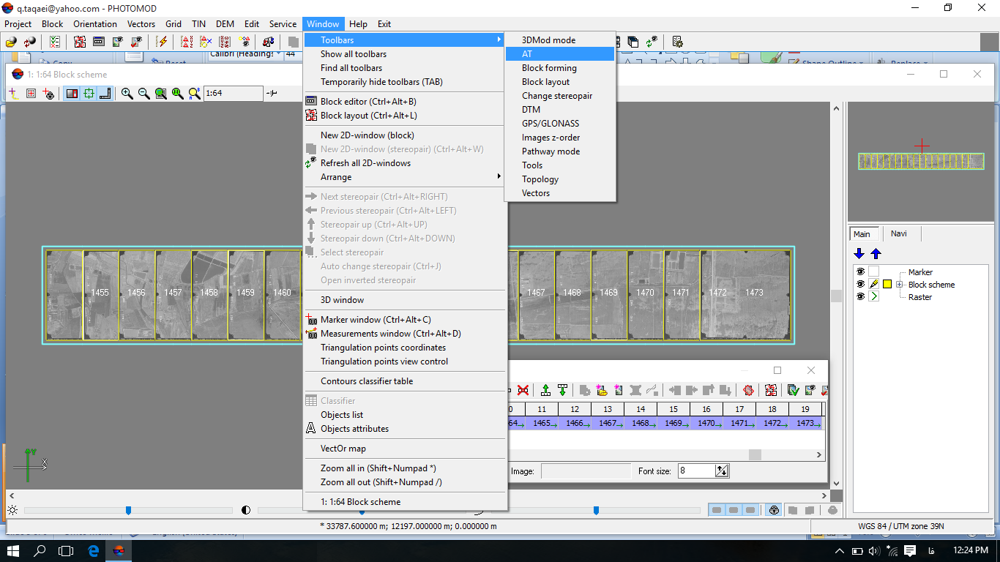 q.taqaei@yahoo.com - PHOTOMOD
Project Block Orientation Vectors Grid TIN DEM Edit Service Window Help Exit
Calibri (Headings 44
Copy Reset Shape Outline Replace
1: 1:64 Block scheme
1:64
Toolbars
Show all toolbars
Find all toolbars
Temporarily hide toolbars (TAB)
Block editor (Ctrl+Alt+B)
Block layout (Ctrl+Alt+L)
New 2D-window (block)
New 2D-window (stereopair) (Ctrl+Alt+W)
Refresh all 2D-windows
Arrange
Next stereopair (Ctrl+Alt+RIGHT)
Previous stereopair (Ctrl+Alt+LEFT)
Stereopair up (Ctrl+Alt+UP)
Stereopair down (Ctrl+Alt+DOWN)
Select stereopair
Auto change stereopair (Ctrl+J)
Open inverted stereopair
3D window
Marker window (Ctrl+Alt+C)
Measurements window (Ctrl+Alt+D)
Triangulation points coordinates
Triangulation points view control
Contours classifier table
Classifier
Objects list
Objects attributes
VectOr map
Zoom all in (Shift+Numpad *)
Zoom all out (Shift+Numpad /)
1: 1:64 Block scheme
3DMod mode
AT
Block forming
Block layout
Change stereopair
DTM
GPS/GLONASS
Images z-order
Pathway mode
Tools
Topology
Vectors
Main Navi
Marker
Block scheme
Raster
1455 1456 1457 1458 1459 1460 1467 1468 1469 1470 1471 1472 1473
0 11 12 13 14 15 16 17 18 19
64 1465 1466 1467 1468 1469 1470 1471 1472 1473
Image: Font size: 8
Y
X
* 33787.600000 m; 12197.000000 m; 0.000000 m
WGS 84 / UTM zone 39N
فا 12:24 PM